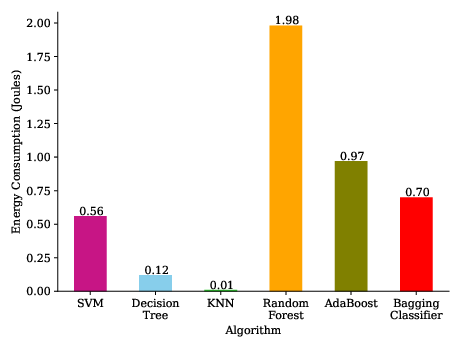 Energy Consumption (Joules)
2.00
1.75
1.50
1.25
1.00
0.75
0.50
0.25
0.00
0.56
0.12
0.01
1.98
0.97
0.70
SVM
Decision
Tree
KNN
Random
Forest
AdaBoost
Bagging
Classifier
Algorithm